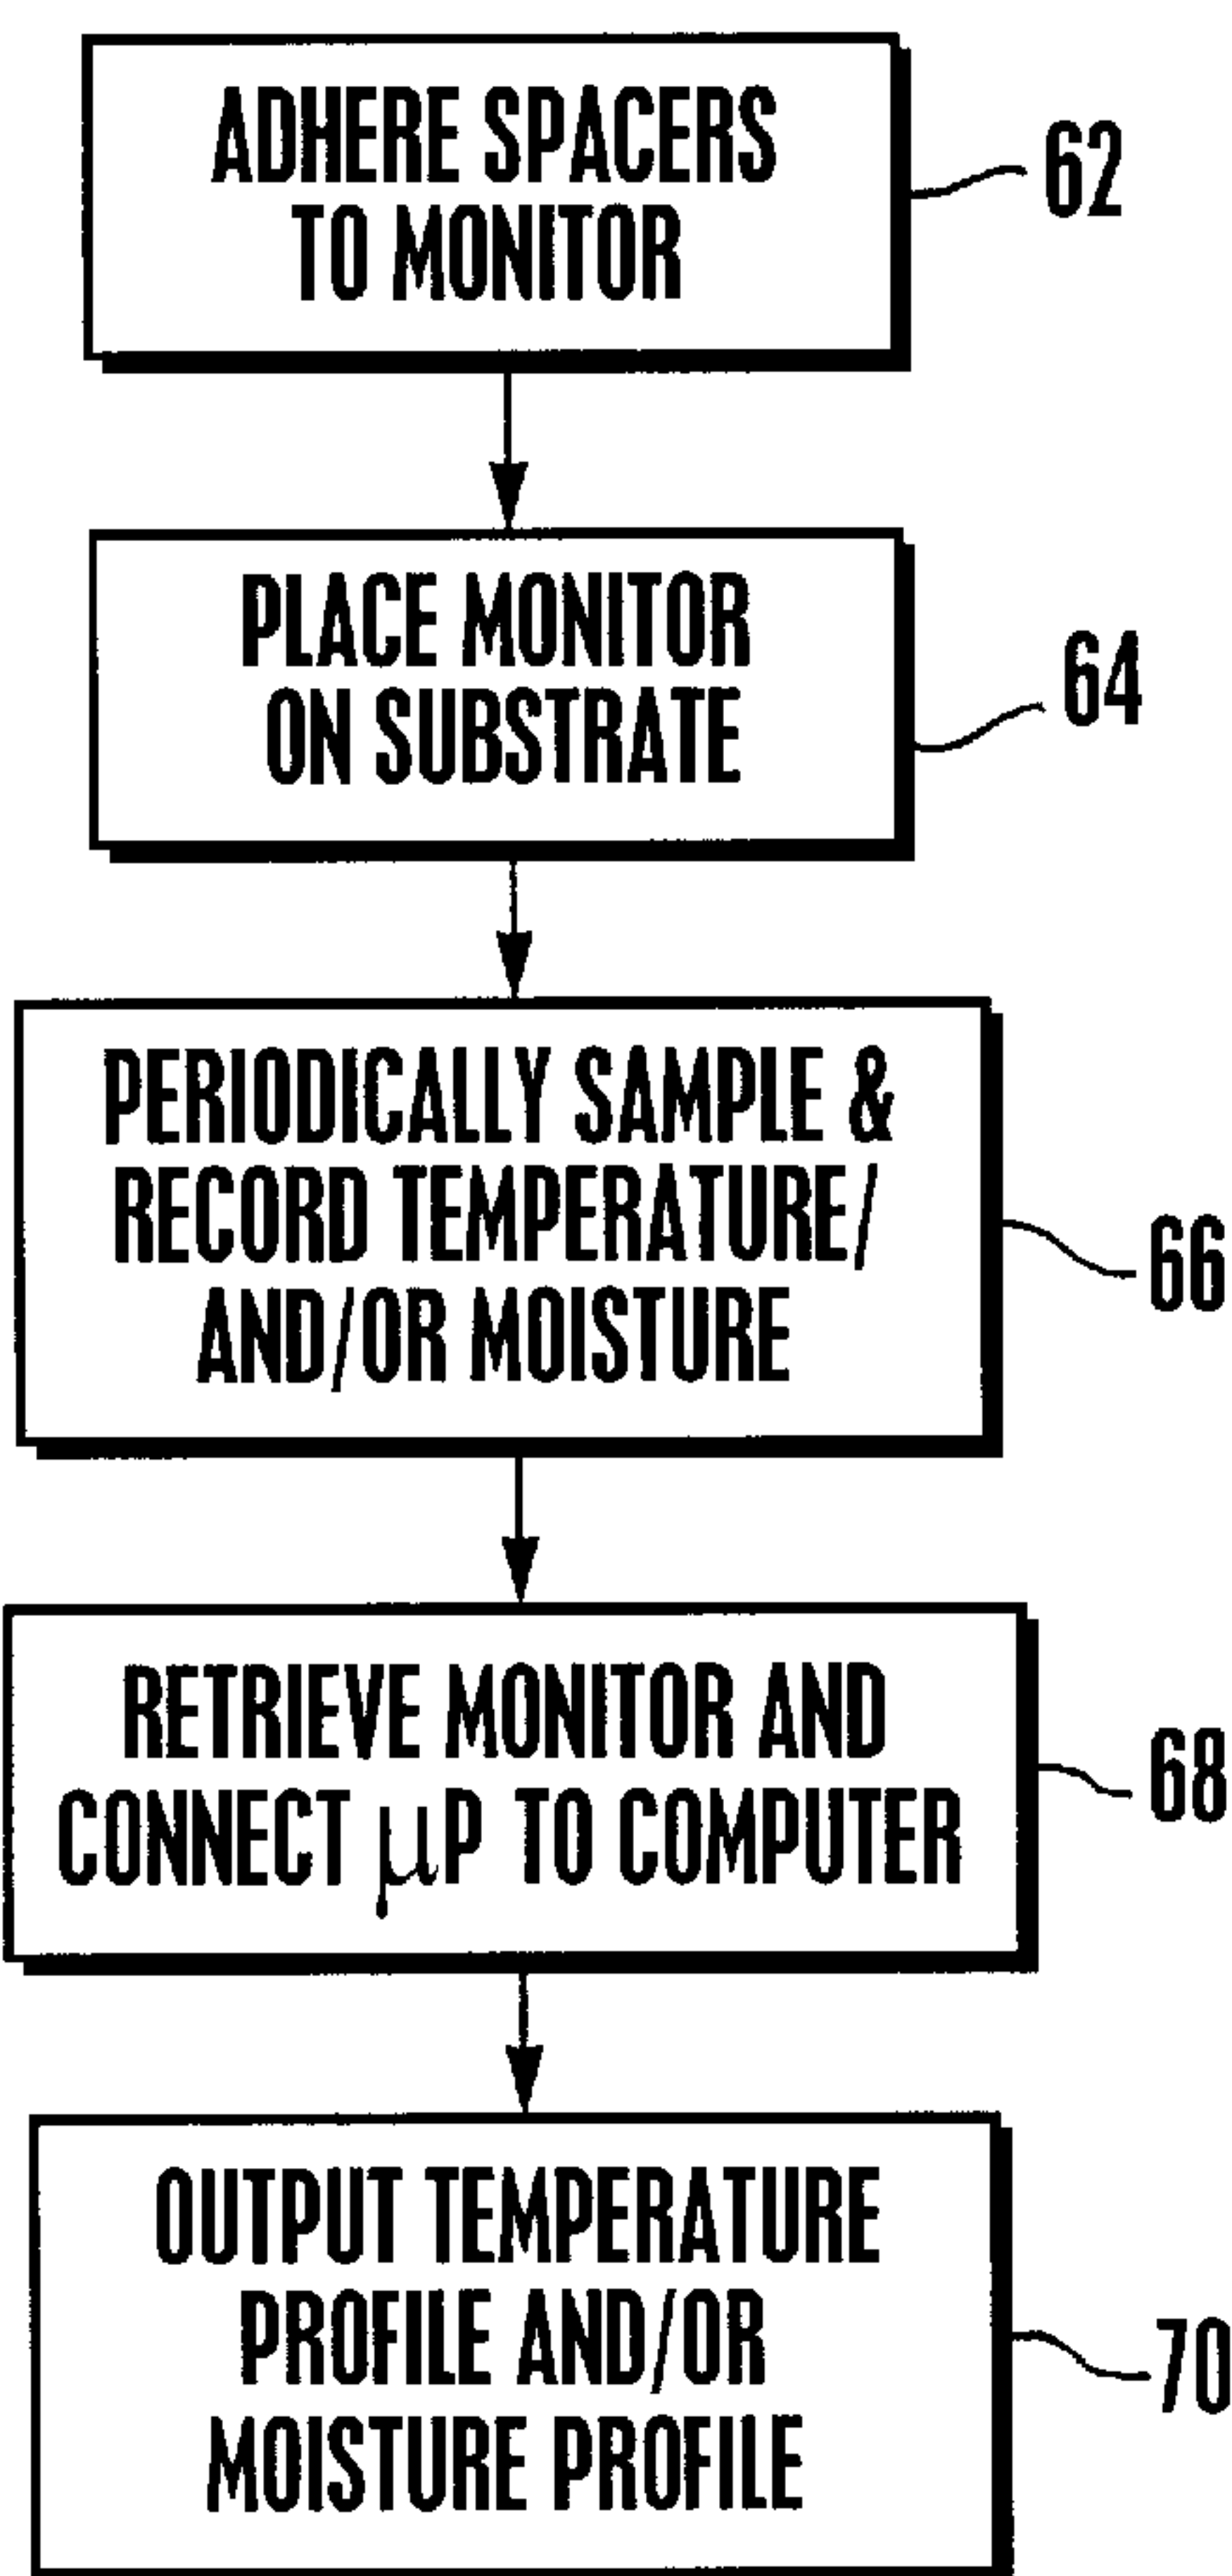 ADHERE SPACERS
TO MONITOR
62
PLACE MONITOR
ON SUBSTRATE
64
PERIODICALLY SAMPLE &
RECORD TEMPERATURE/
AND/OR MOISTURE
66
RETRIEVE MONITOR AND
CONNECT μP TO COMPUTER
68
OUTPUT TEMPERATURE
PROFILE AND/OR
MOISTURE PROFILE
70